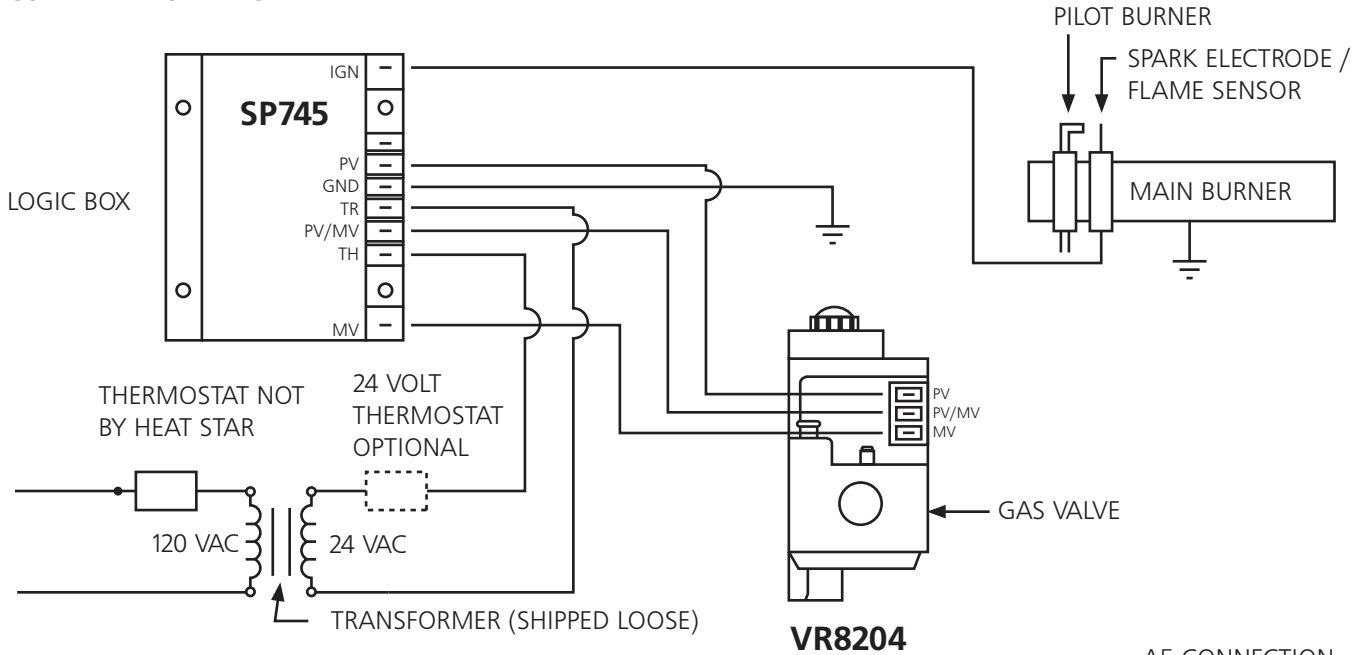 PILOT BURNER
SPARK ELECTRODE /
FLAME SENSOR
IGN
SP745
PV
GND
TR
PV/MV
TH
MV
LOGIC BOX
MAIN BURNER
THERMOSTAT NOT
BY HEAT STAR
24 VOLT
THERMOSTAT
OPTIONAL
PV
PV/MV
MV
120 VAC
24 VAC
GAS VALVE
TRANSFORMER (SHIPPED LOOSE)
VR8204